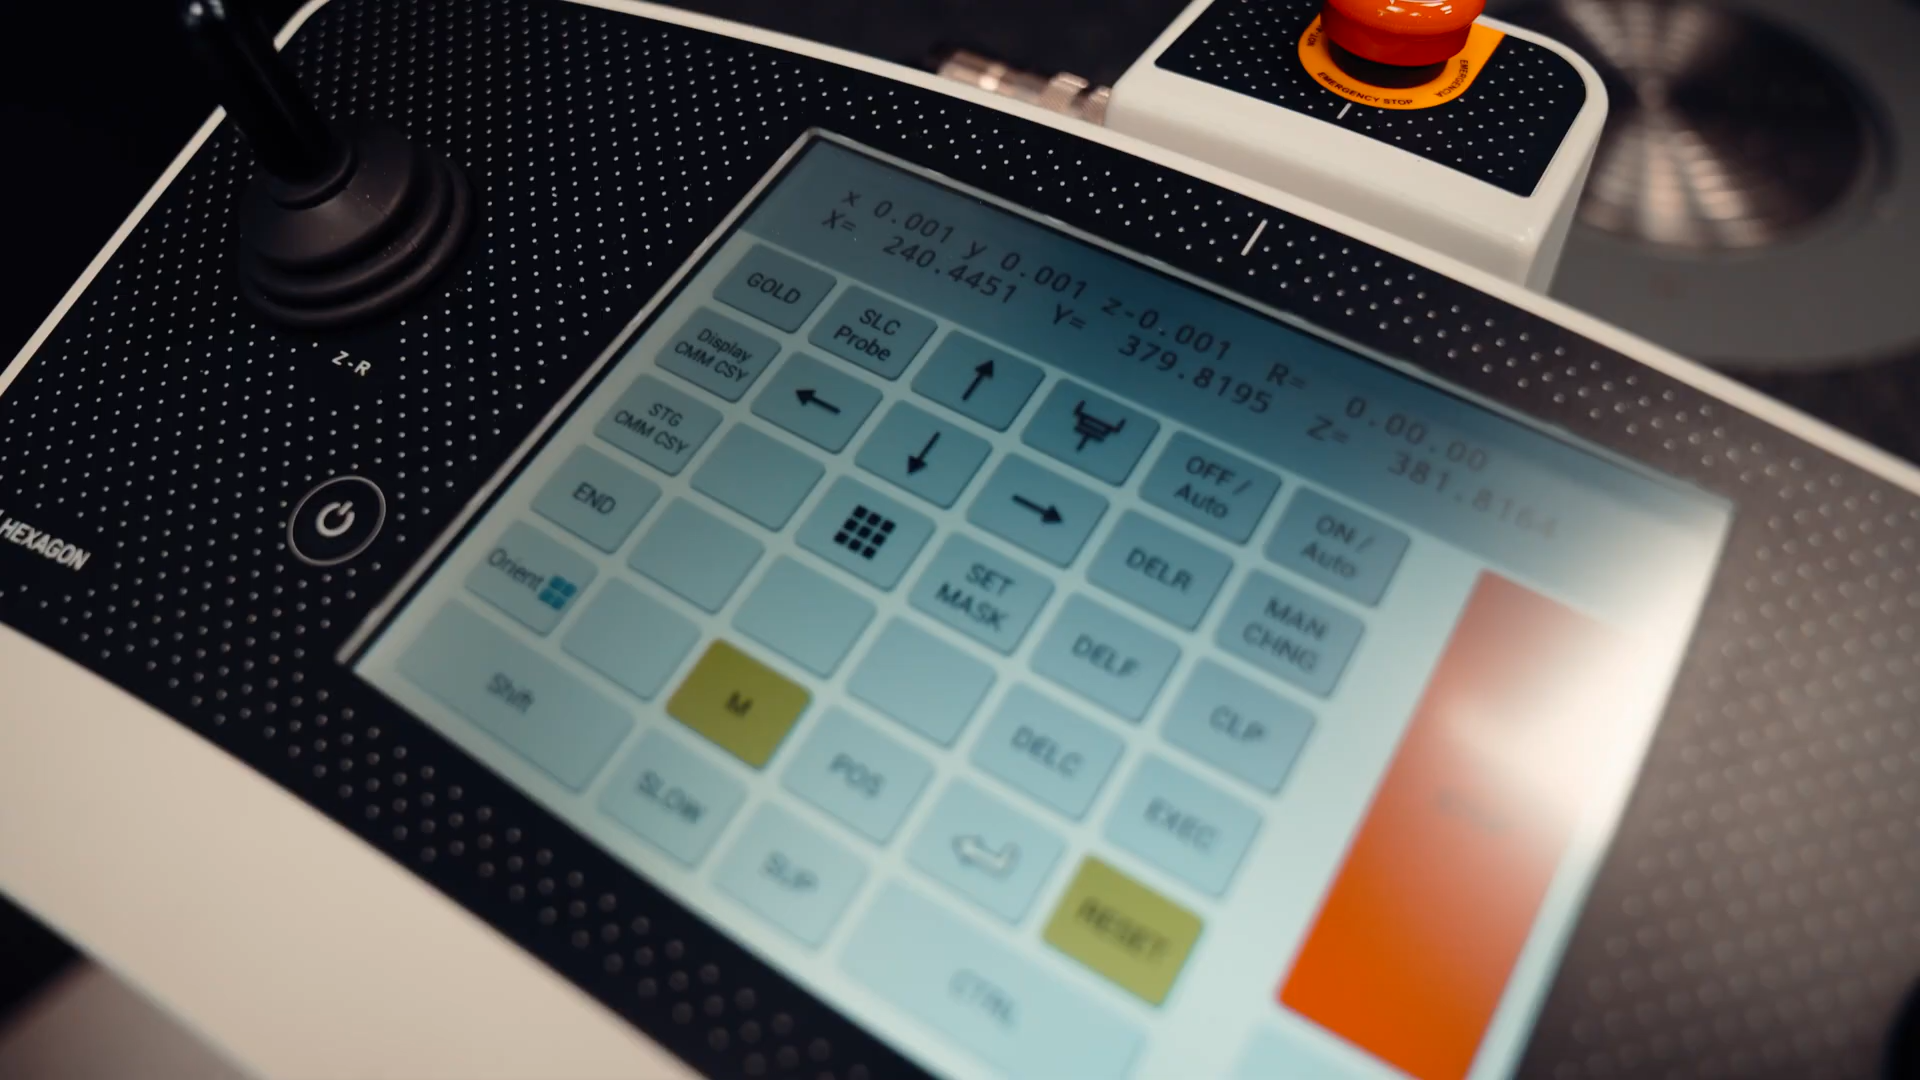 EMERGENCY STOP
EMERGENCIA
x 0.001 y 0.001 z-0.001 R= 0.00.00
X= 240.4451 Y= 379.8195 Z= 381.8164
GOLD
SLC
Probe
Display
CMM CSY
STG
CMM CSY
OFF /
Auto
ON /
Auto
END
DELR
Orient
SET
MASK
MAN
CHNG
DELF
Shift
M
CLP
DELC
SLOW
POS
EXEC
SLIP
RESET
CTRL
Z-R
HEXAGON